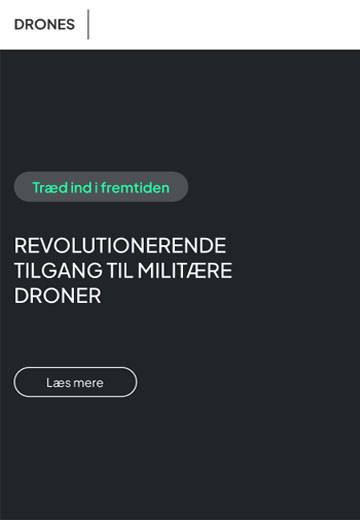 DRONES
Træd ind i fremtiden
REVOLUTIONERENDE
TILGANG TIL MILITÆRE
DRONER
Læs mere